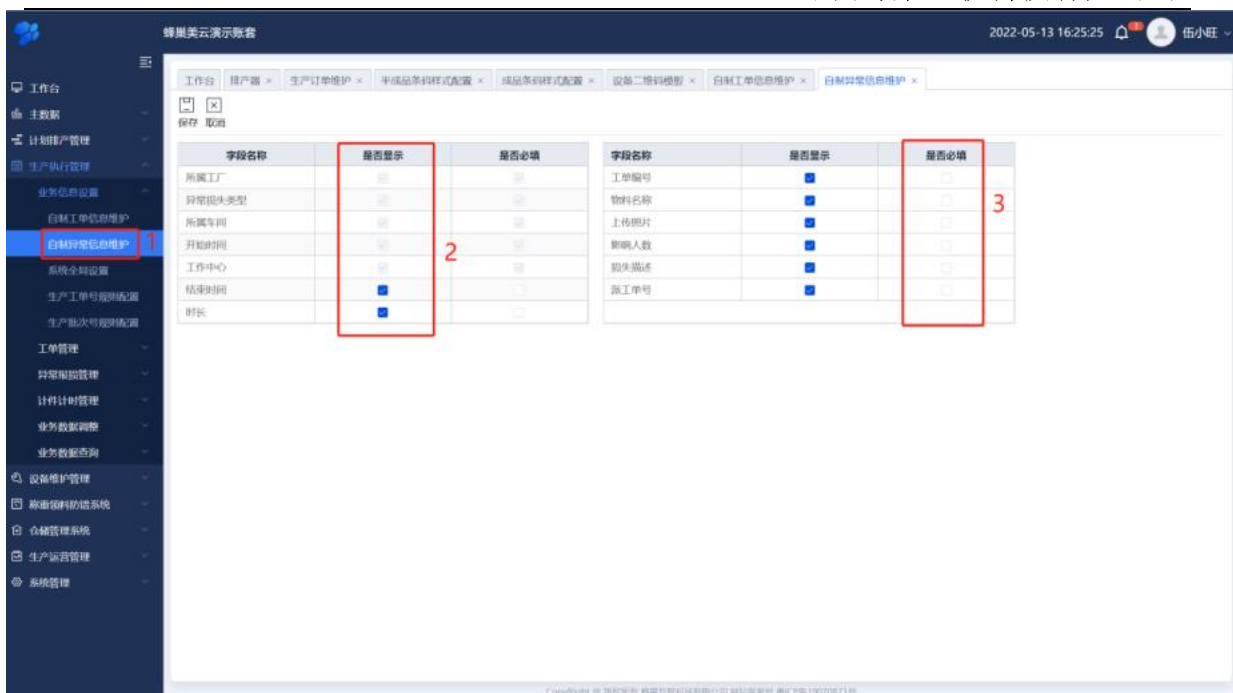 蜂巢美云演示账套
2022-05-13 16:25:25
伍小旺
工作台
主数据
计划排产管理
生产执行管理
业务信息设置
自制工单信息维护
自制异常信息维护
1
系统全局设置
生产工单号规则配置
生产批次号规则配置
工单管理
异常报损管理
计件计时管理
业务数据调整
业务数据查询
设备维护管理
称重领料防错系统
仓储管理系统
生产运营管理
系统管理
工作台 排产器 × 生产订单维护 × 半成品条码样式配置 × 成品条码样式配置 × 设备二维码模板 × 自制工单信息维护 × 自制异常信息维护 ×
保存 取消
字段名称 是否显示 是否必填 字段名称 是否显示 是否必填
所属工厂 工单编号
异常损失类型 物料名称
所属车间 上传照片
开始时间 影响人数
工作中心 损失描述
结束时间 派工单号
时长
2
3